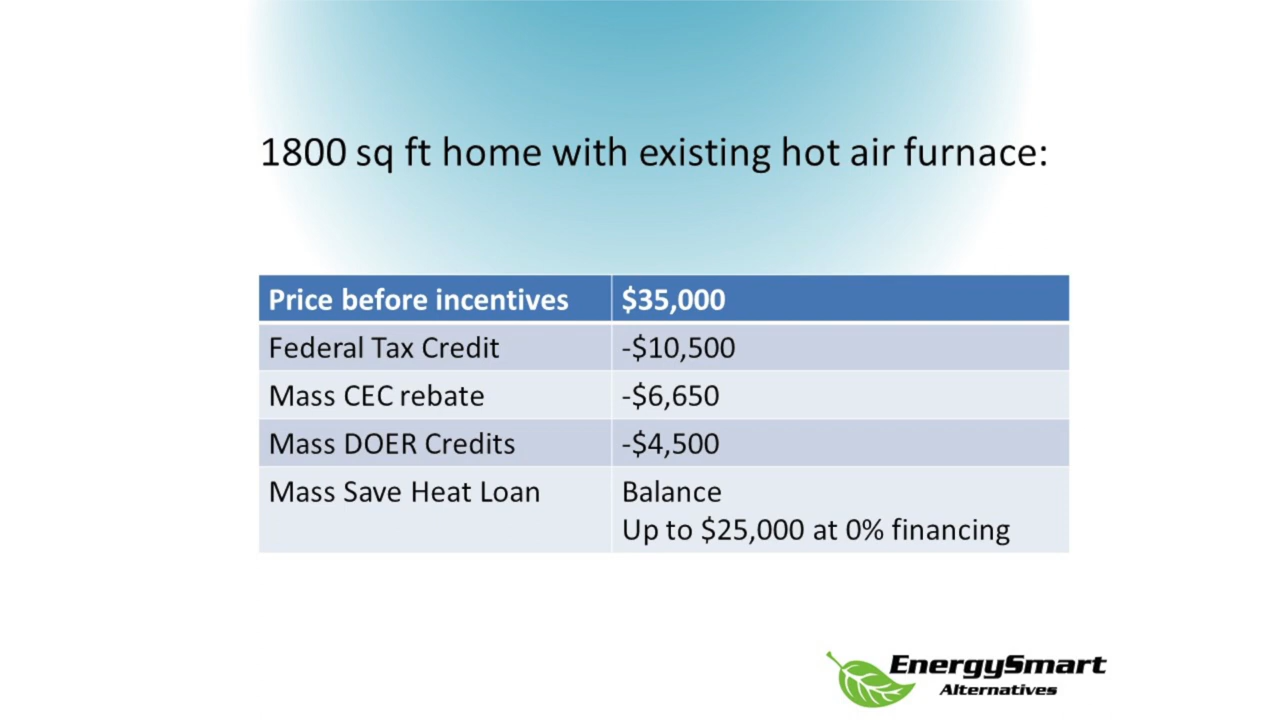 1800 sq ft home with existing hot air furnace:
Price before incentives $35,000
Federal Tax Credit -$10,500
Mass CEC rebate -$6,650
Mass DOER Credits -$4,500
Mass Save Heat Loan Balance
Up to $25,000 at 0% financing
EnergySmart
Alternatives